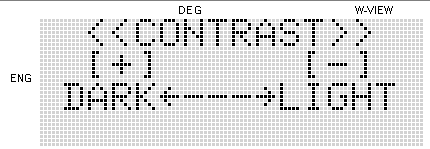 DEG W-VIEW
<<CONTRAST>>
[+] [-]
ENG
DARK←---→LIGHT